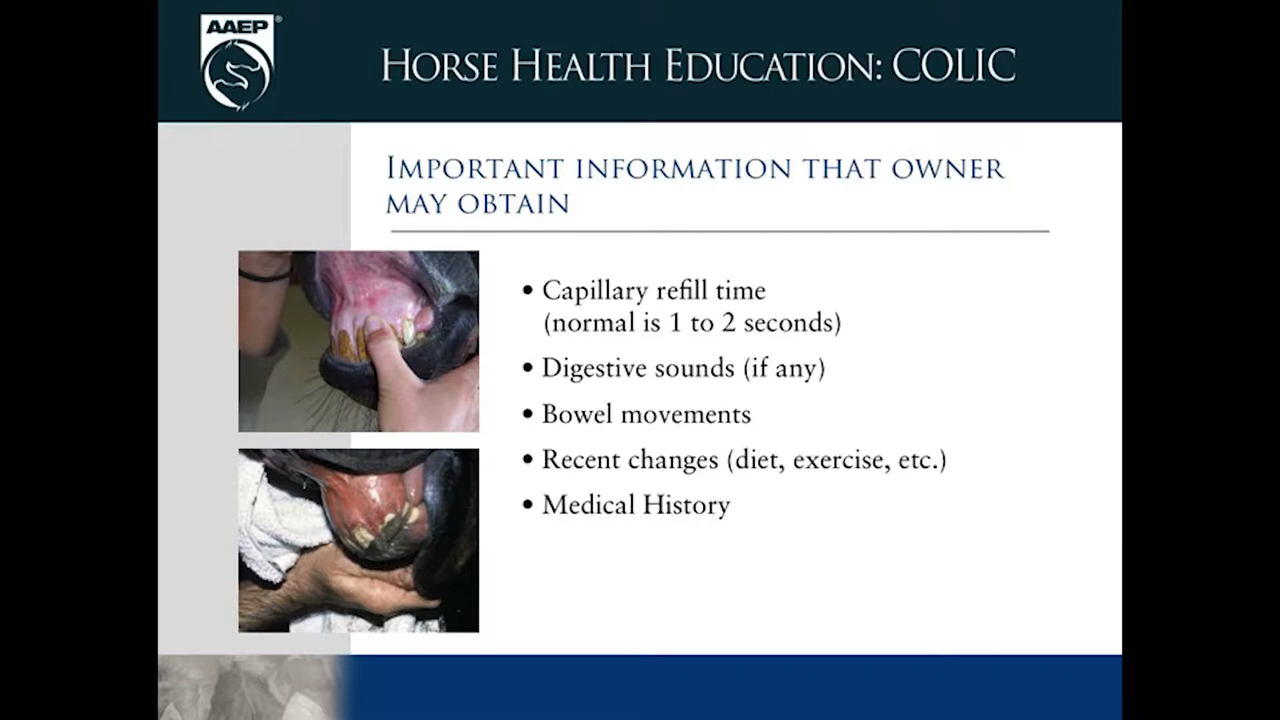 AAEP®
HORSE HEALTH EDUCATION: COLIC
IMPORTANT INFORMATION THAT OWNER
MAY OBTAIN
• Capillary refill time
(normal is 1 to 2 seconds)
• Digestive sounds (if any)
• Bowel movements
• Recent changes (diet, exercise, etc.)
• Medical History